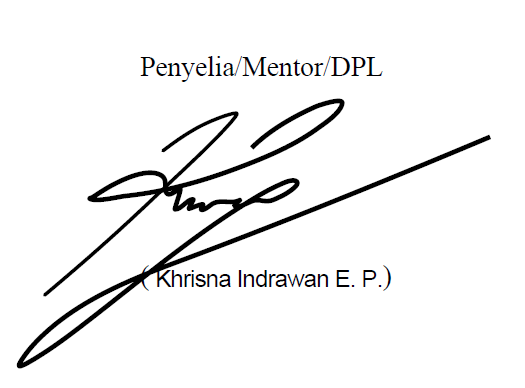 Penyelia/Mentor/DPL
( Khrisna Indrawan E. P.)